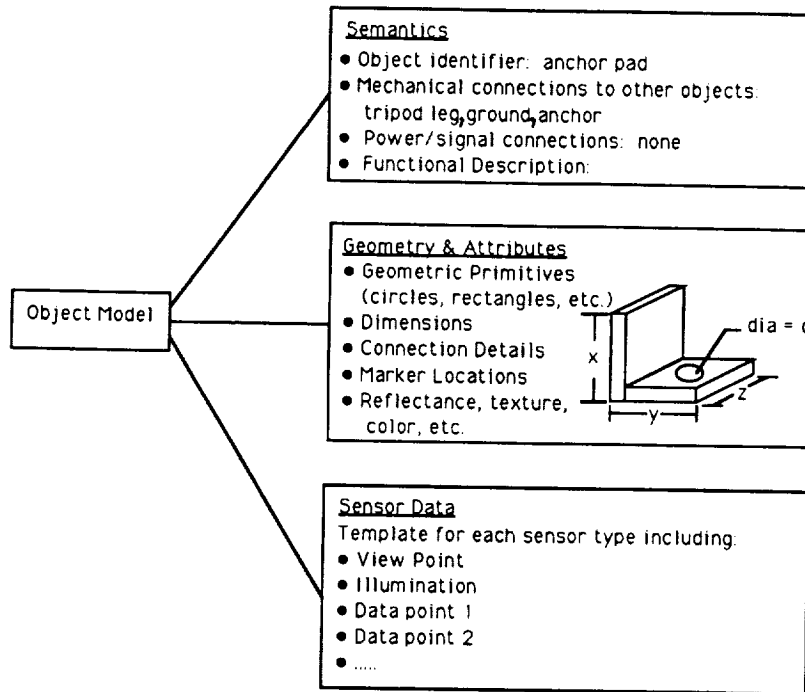 Semantics
● Object identifier: anchor pad
● Mechanical connections to other objects:
tripod leg,ground,anchor
● Power/signal connections: none
● Functional Description:
Object Model
Geometry & Attributes
● Geometric Primitives
(circles, rectangles, etc.)
● Dimensions
● Connection Details
● Marker Locations
● Reflectance, texture,
color, etc.
dia =
x
y
z
Sensor Data
Template for each sensor type including:
● View Point
● Illumination
● Data point 1
● Data point 2
● .....